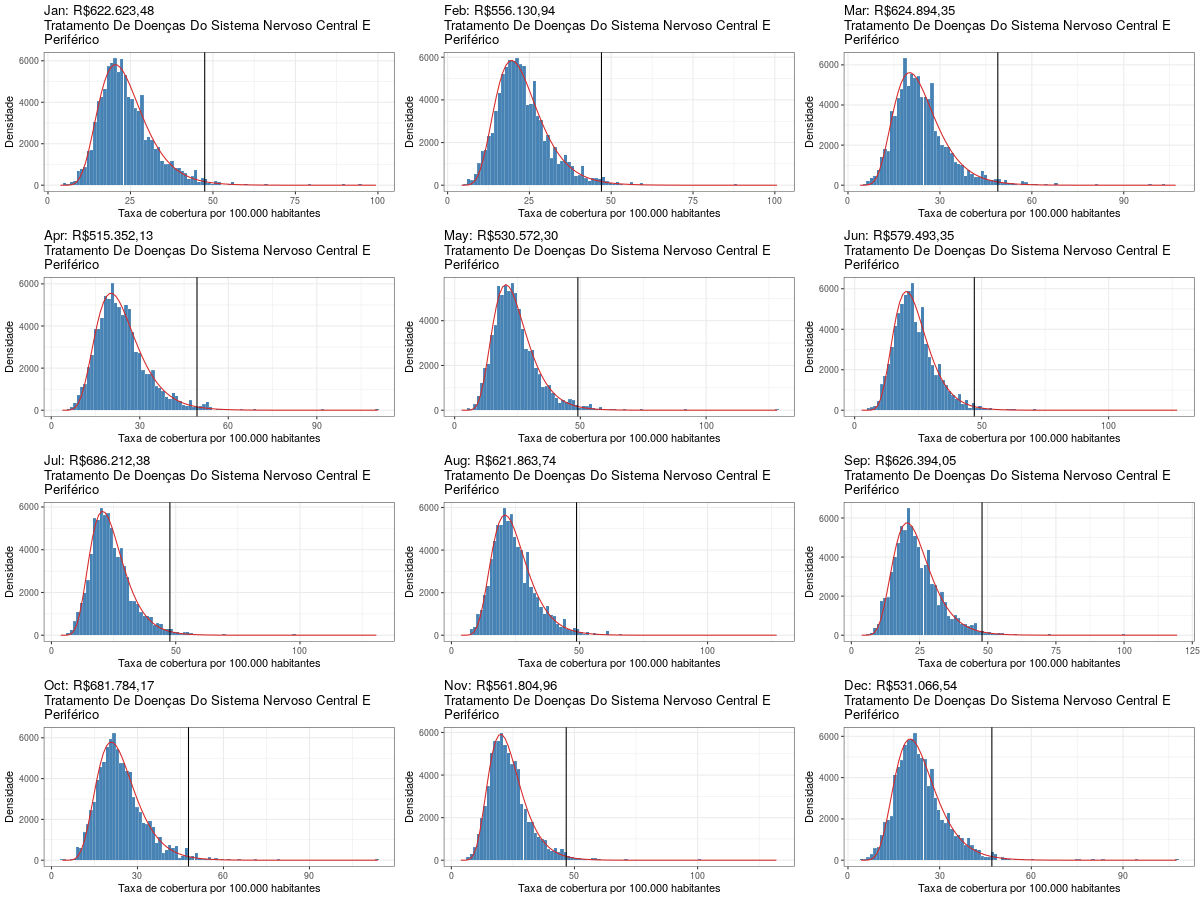 Jan: R$622.623,48
Tratamento De Doenças Do Sistema Nervoso Central E
Periférico
Densidade
6000
4000
2000
0
0 25 50 75 100
Taxa de cobertura por 100.000 habitantes
Feb: R$556.130,94
Tratamento De Doenças Do Sistema Nervoso Central E
Periférico
Densidade
6000
4000
2000
0
0 25 50 75 100
Taxa de cobertura por 100.000 habitantes
Mar: R$624.894,35
Tratamento De Doenças Do Sistema Nervoso Central E
Periférico
Densidade
6000
4000
2000
0
0 30 60 90
Taxa de cobertura por 100.000 habitantes
Apr: R$515.352,13
Tratamento De Doenças Do Sistema Nervoso Central E
Periférico
Densidade
6000
4000
2000
0
0 30 60 90
Taxa de cobertura por 100.000 habitantes
May: R$530.572,30
Tratamento De Doenças Do Sistema Nervoso Central E
Periférico
Densidade
4000
2000
0
0 50 100
Taxa de cobertura por 100.000 habitantes
Jun: R$579.493,35
Tratamento De Doenças Do Sistema Nervoso Central E
Periférico
Densidade
6000
4000
2000
0
0 50 100
Taxa de cobertura por 100.000 habitantes
Jul: R$686.212,38
Tratamento De Doenças Do Sistema Nervoso Central E
Periférico
Densidade
6000
4000
2000
0
0 50 100
Taxa de cobertura por 100.000 habitantes
Aug: R$621.863,74
Tratamento De Doenças Do Sistema Nervoso Central E
Periférico
Densidade
6000
4000
2000
0
0 50 100
Taxa de cobertura por 100.000 habitantes
Sep: R$626.394,05
Tratamento De Doenças Do Sistema Nervoso Central E
Periférico
Densidade
6000
4000
2000
0
0 25 50 75 100 125
Taxa de cobertura por 100.000 habitantes
Oct: R$681.784,17
Tratamento De Doenças Do Sistema Nervoso Central E
Periférico
Densidade
6000
4000
2000
0
0 30 60 90
Taxa de cobertura por 100.000 habitantes
Nov: R$561.804,96
Tratamento De Doenças Do Sistema Nervoso Central E
Periférico
Densidade
6000
4000
2000
0
0 50 100
Taxa de cobertura por 100.000 habitantes
Dec: R$531.066,54
Tratamento De Doenças Do Sistema Nervoso Central E
Periférico
Densidade
6000
4000
2000
0
0 30 60 90
Taxa de cobertura por 100.000 habitantes